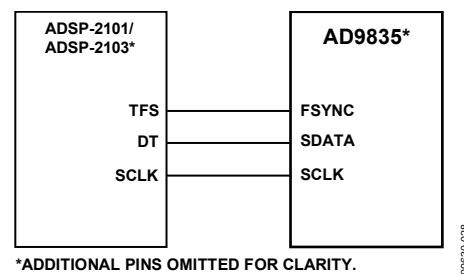 ADSP-2101/
ADSP-2103*
AD9835*
TFS
FSYNC
DT
SDATA
SCLK
SCLK
*ADDITIONAL PINS OMITTED FOR CLARITY.